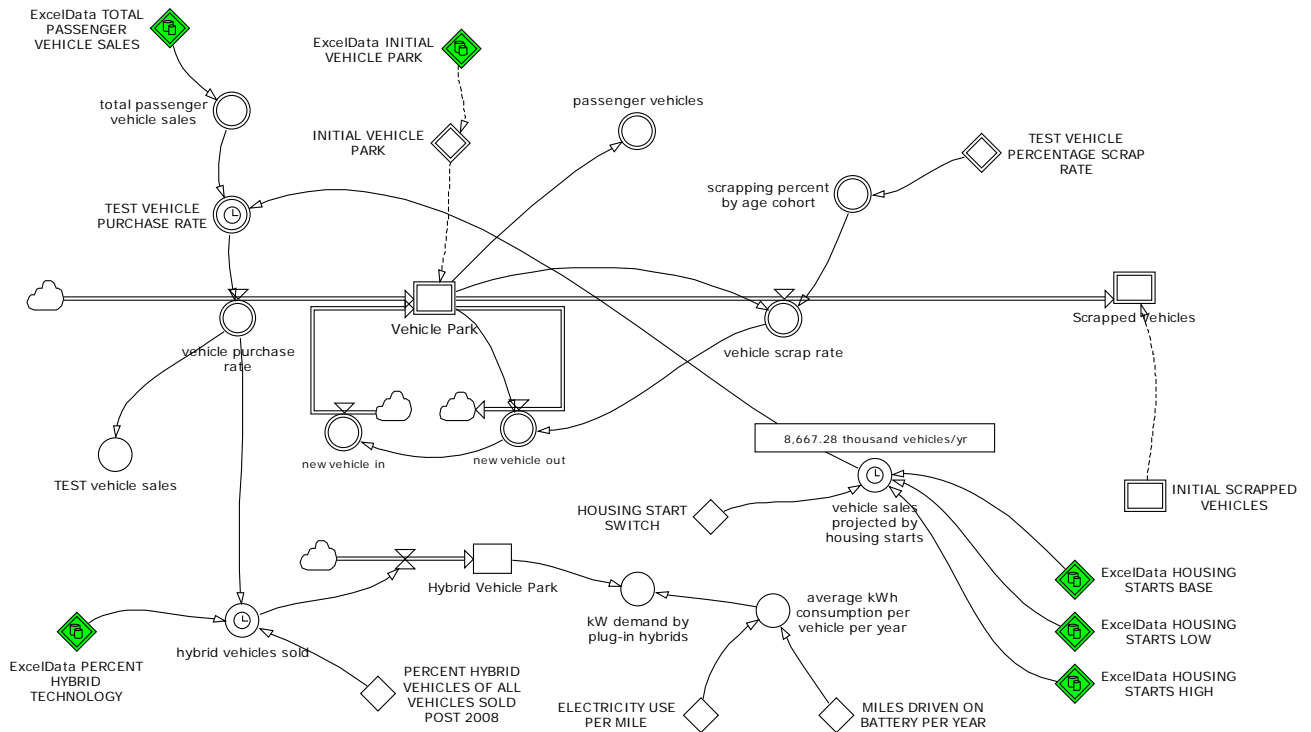 ExcelData TOTAL
PASSENGER
VEHICLE SALES
ExcelData INITIAL
VEHICLE PARK
total passenger
vehicle sales
passenger vehicles
INITIAL VEHICLE
PARK
TEST VEHICLE
PERCENTAGE SCRAP
RATE
scrapping percent
by age cohort
TEST VEHICLE
PURCHASE RATE
Vehicle Park
Scrapped Vehicles
vehicle purchase
rate
vehicle scrap rate
new vehicle in
new vehicle out
8,667.28 thousand vehicles/yr
TEST vehicle sales
HOUSING START
SWITCH
vehicle sales
projected by
housing starts
INITIAL SCRAPPED
VEHICLES
Hybrid Vehicle Park
ExcelData HOUSING
STARTS BASE
kW demand by
plug-in hybrids
average kWh
consumption per
vehicle per year
ExcelData HOUSING
STARTS LOW
hybrid vehicles sold
ExcelData PERCENT
HYBRID
TECHNOLOGY
PERCENT HYBRID
VEHICLES OF ALL
VEHICLES SOLD
POST 2008
ExcelData HOUSING
STARTS HIGH
ELECTRICITY USE
PER MILE
MILES DRIVEN ON
BATTERY PER YEAR